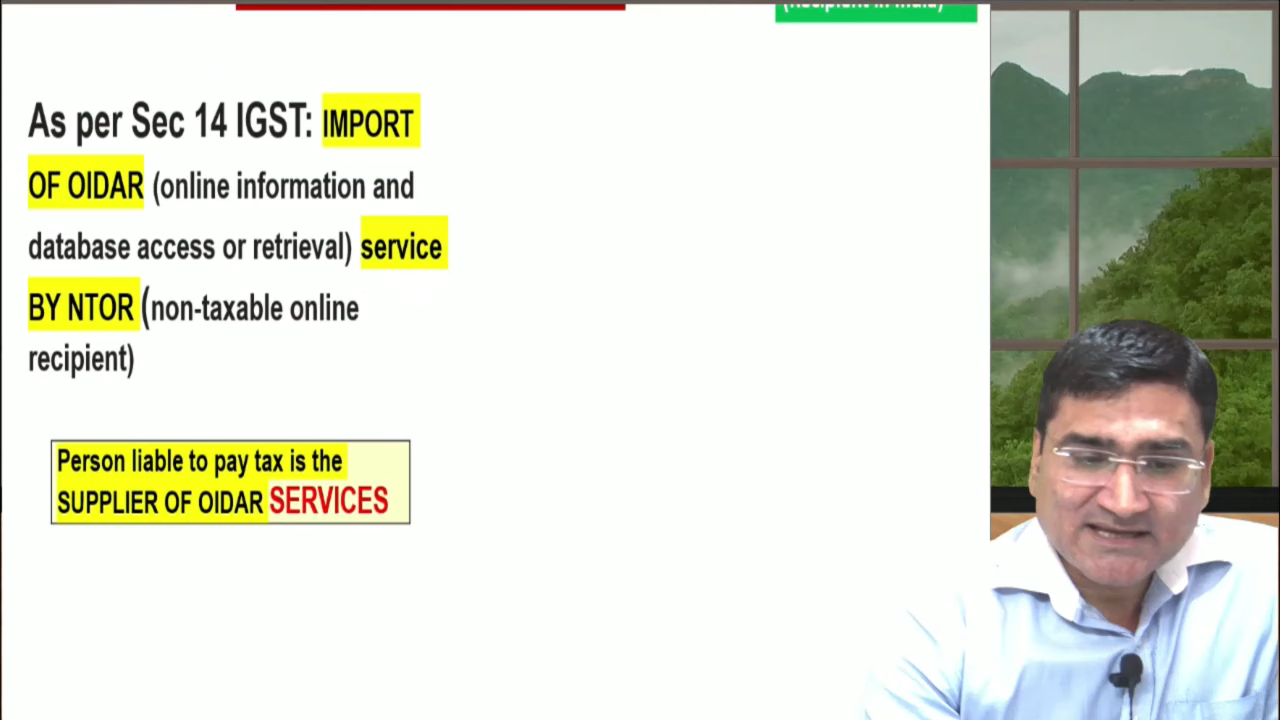 As per Sec 14 IGST: IMPORT
OF OIDAR (online information and
database access or retrieval) service
BY NTOR (non-taxable online
recipient)
Person liable to pay tax is the
SUPPLIER OF OIDAR SERVICES